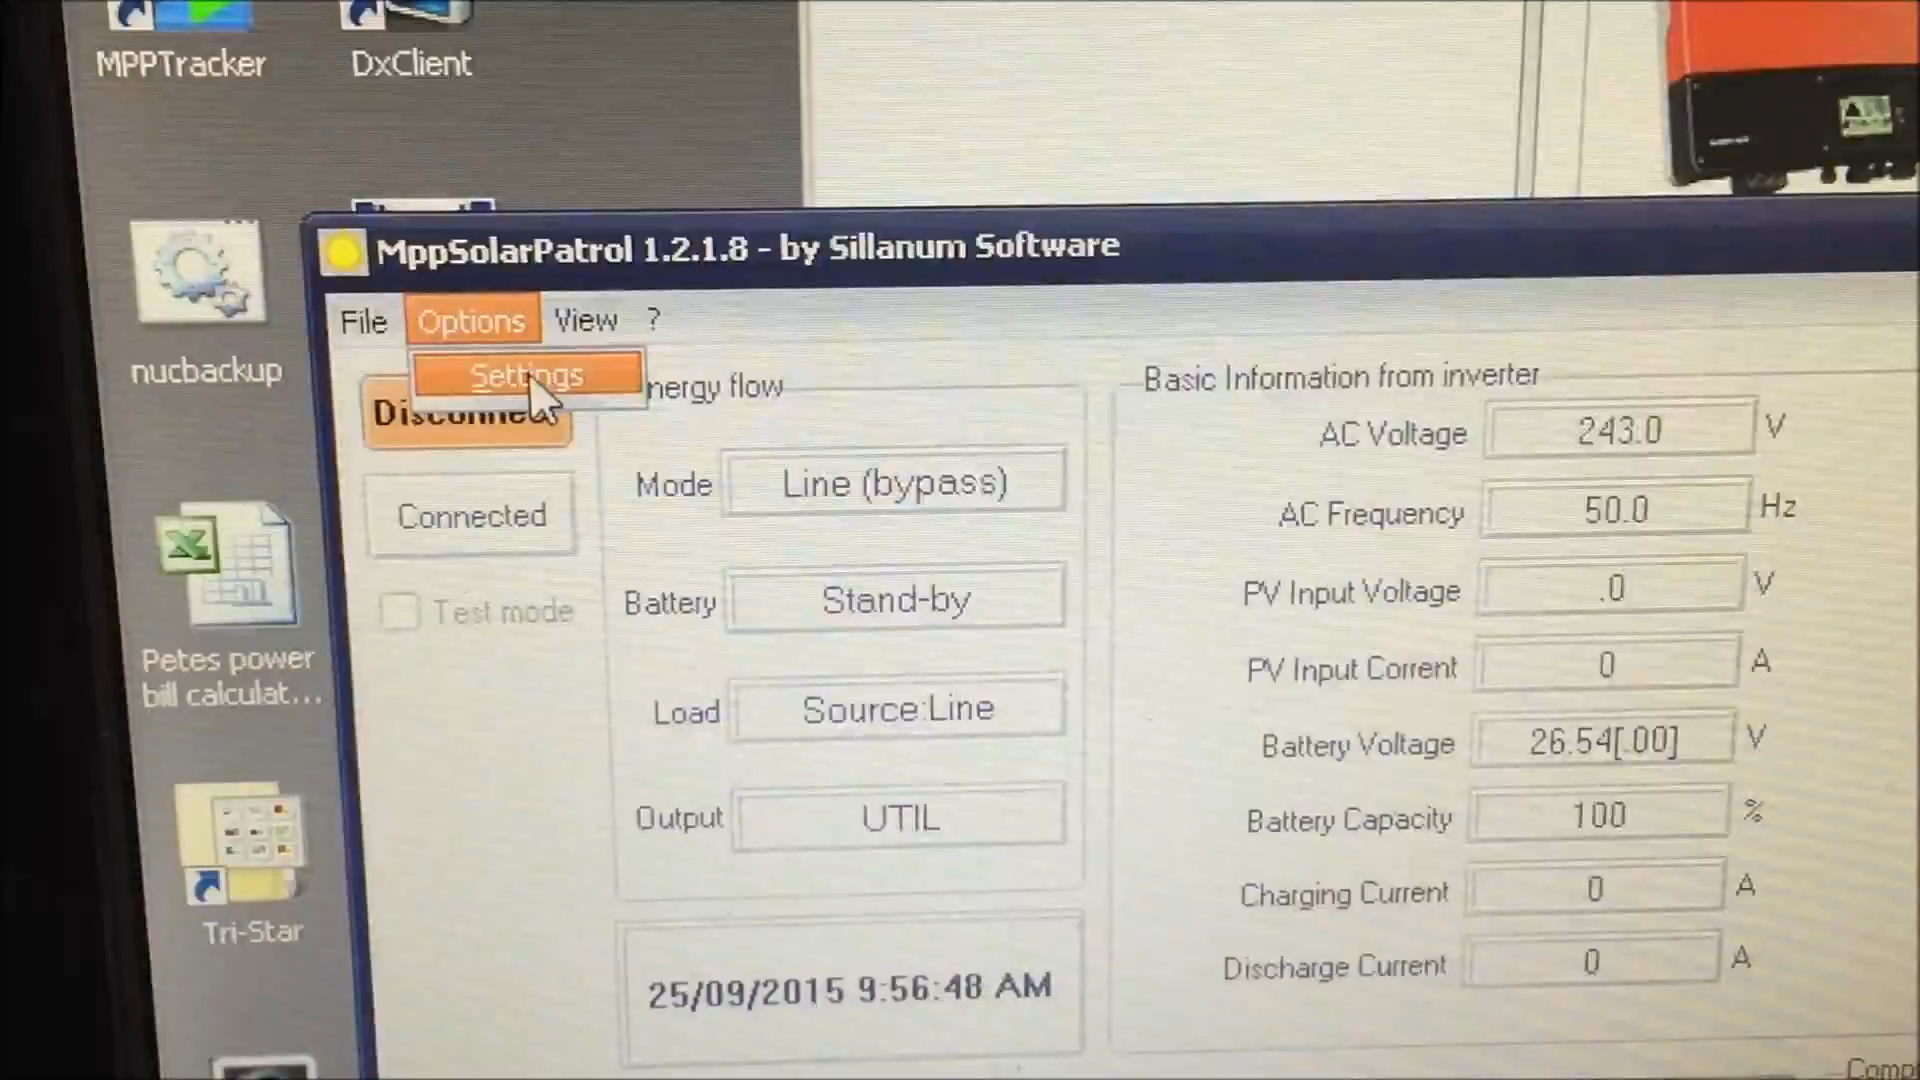 MPPTracker
DxClient
nucbackup
Petes power
bill calculat...
Tri-Star
MppSolarPatrol 1.2.1.8 - by Sillanum Software
File Options View ?
Settings
Disconnect
Connected
Test mode
nergy flow
Mode Line (bypass)
Battery Stand-by
Load Source:Line
Output UTIL
25/09/2015 9:56:48 AM
Basic Information from inverter
AC Voltage 243.0 V
AC Frequency 50.0 Hz
PV Input Voltage .0 V
PV Input Corrent 0 A
Battery Voltage 26.54[.00] V
Battery Capacity 100 %
Charging Current 0 A
Discharge Current 0 A
Comp